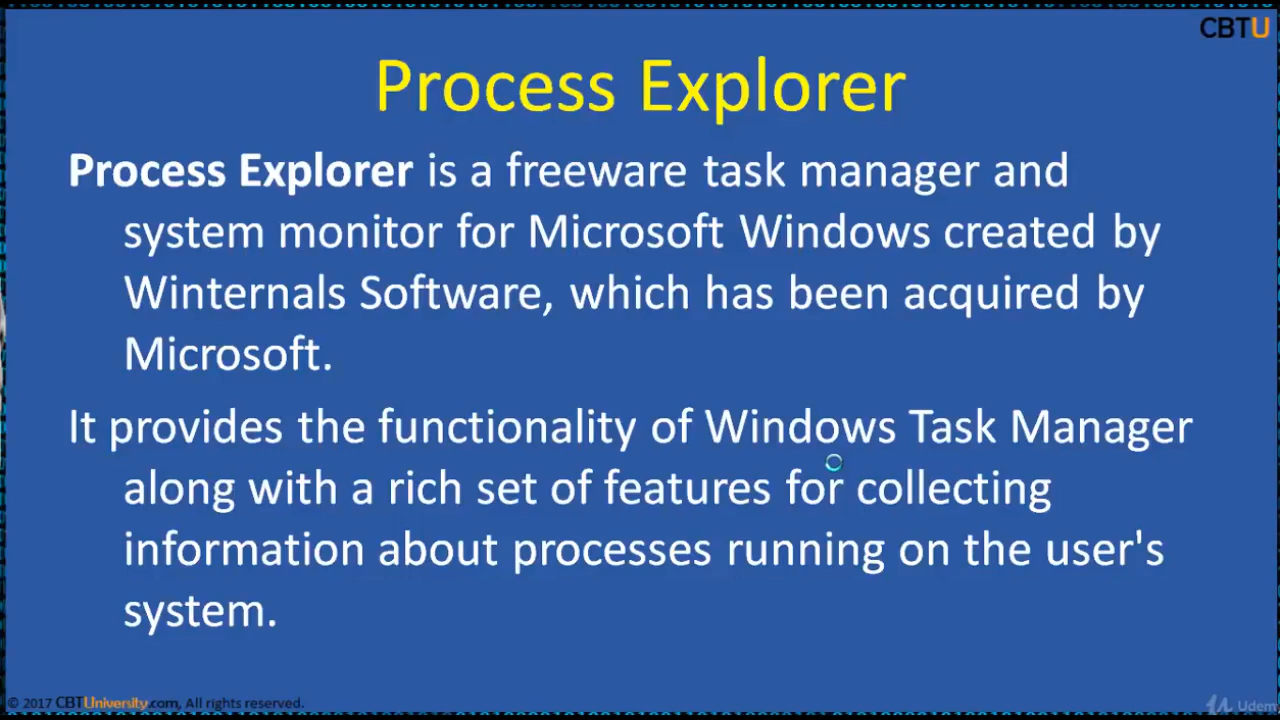 CBTU
Process Explorer
Process Explorer is a freeware task manager and
system monitor for Microsoft Windows created by
Winternals Software, which has been acquired by
Microsoft.
It provides the functionality of Windows Task Manager
along with a rich set of features for collecting
information about processes running on the user's
system.
© 2017 CBTUniversity.com, All rights reserved.